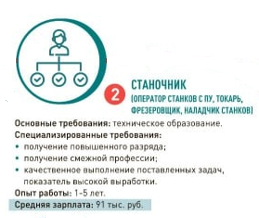 2
СТАНОЧНИК
(ОПЕРАТОР СТАНКОВ С ПУ, ТОКАРЬ,
ФРЕЗЕРОВЩИК, НАЛАДЧИК СТАНКОВ)
Основные требования: техническое образование.
Специализированные требования:
• получение повышенного разряда;
• получение смежной профессии;
• качественное выполнение поставленных задач,
показатель высокой выработки.
Опыт работы: 1-5 лет.
Средняя зарплата: 91 тыс. руб.